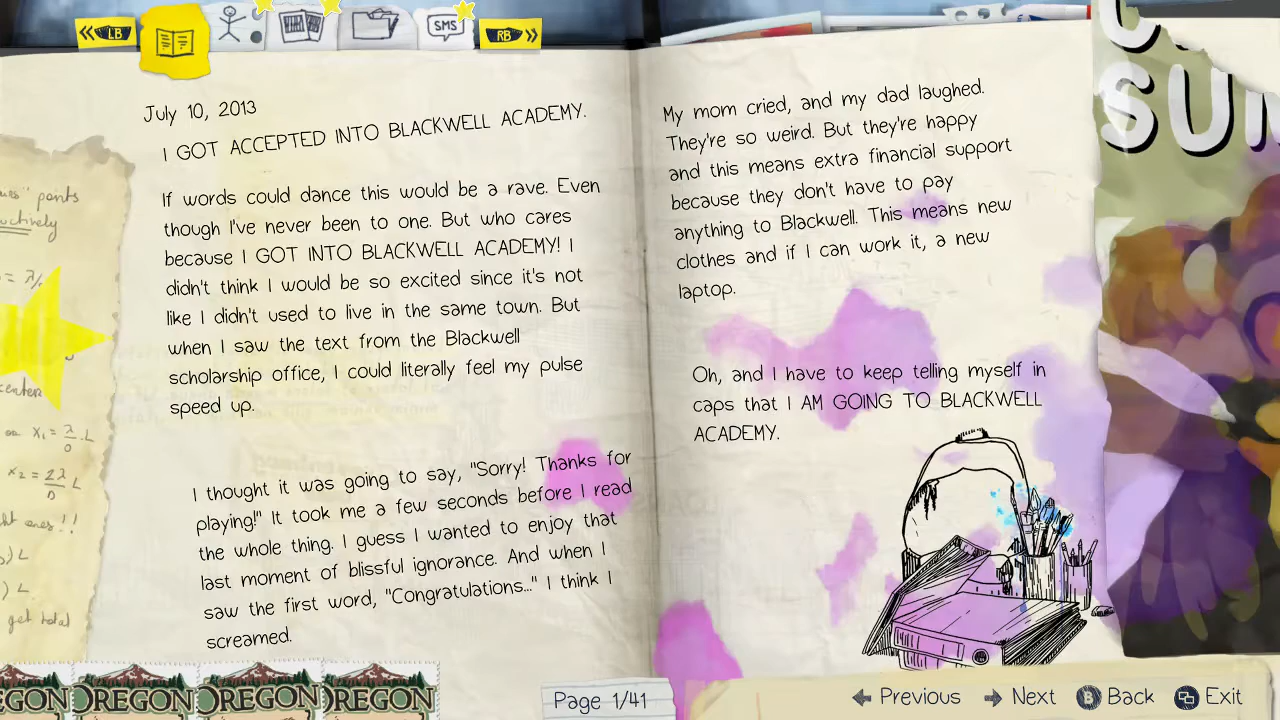 LB
SMS
RB
July 10, 2013
I GOT ACCEPTED INTO BLACKWELL ACADEMY.
If words could dance this would be a rave. Even
though I've never been to one. But who cares
because I GOT INTO BLACKWELL ACADEMY! I
didn't think I would be so excited since it's not
like I didn't used to live in the same town. But
when I saw the text from the Blackwell
scholarship office, I could literally feel my pulse
speed up.
I thought it was going to say, "Sorry! Thanks for
playing!" It took me a few seconds before I read
the whole thing. I guess I wanted to enjoy that
last moment of blissful ignorance. And when I
saw the first word, "Congratulations..." I think I
screamed.
My mom cried, and my dad laughed.
They're so weird. But they're happy
and this means extra financial support
because they don't have to pay
anything to Blackwell. This means new
clothes and if I can work it, a new
laptop.
Oh, and I have to keep telling myself in
caps that I AM GOING TO BLACKWELL
ACADEMY.
points
get total
EGON OREGON OREGON OREGON
Page 1/41
Previous
Next
B Back
Exit